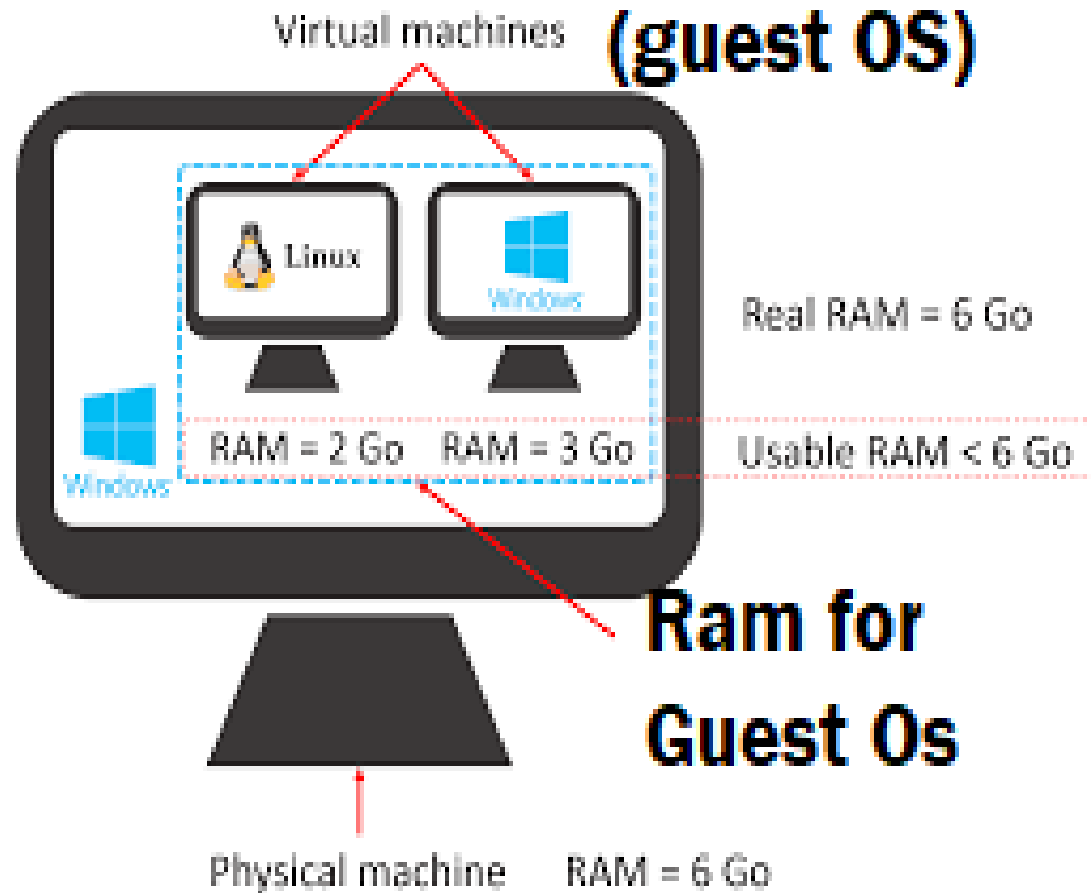 Virtual machines (guest OS)
Linux
Windows
Real RAM = 6 Go
RAM = 2 Go RAM = 3 Go Usable RAM < 6 Go
Windows
Ram for
Guest Os
Physical machine RAM = 6 Go